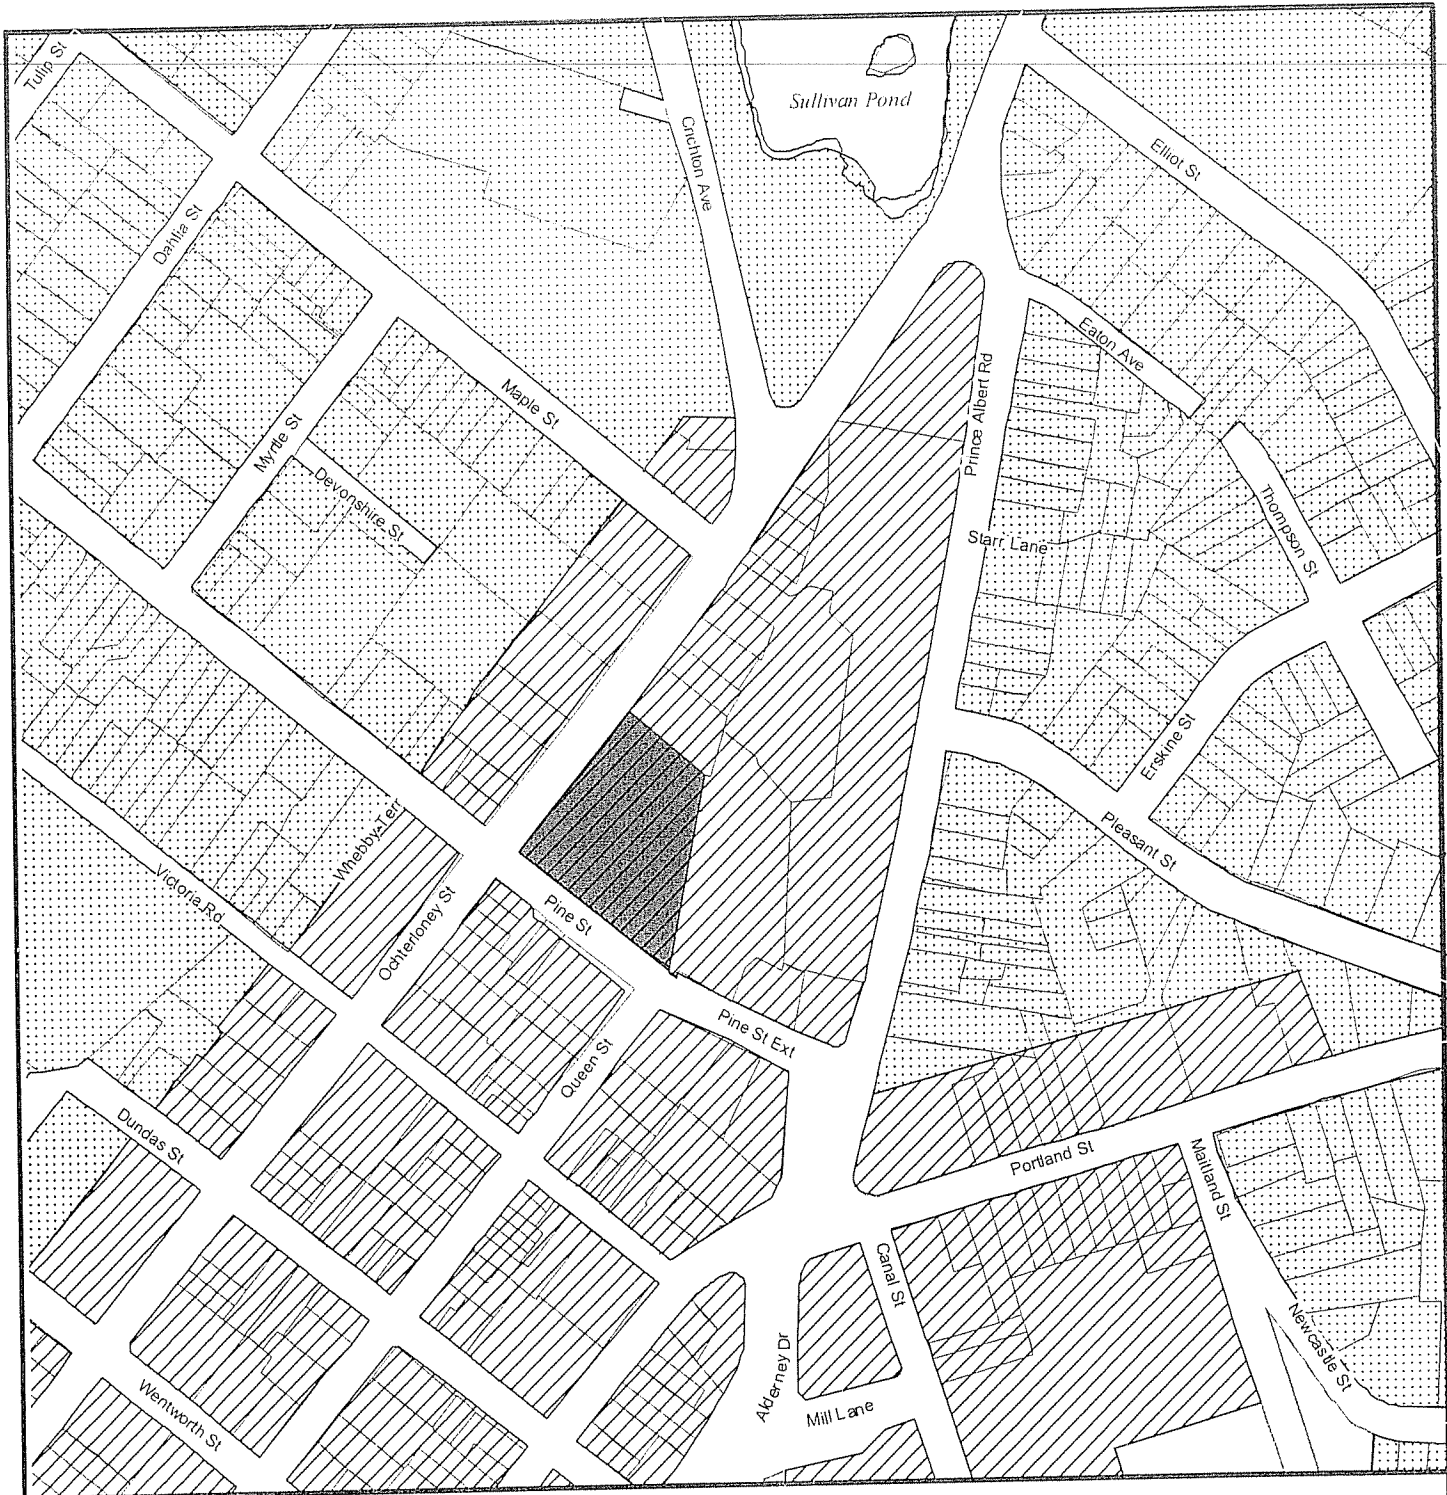 Tulip St
Sullivan Pond
Crichton Ave
Elliot St
Dahlia St
Eaton Ave
Prince Albert Rd
Maple St
Myrtle St
Devonshire St
Thompson St
Starr Lane
Erskine St
Pleasant St
Whebby Terr
Victoria Rd
Ochterloney St
Pine St
Pine St Ext
Queen St
Dundas St
Portland St
Maitland St
Canal St
Newcastle St
Alderney Dr
Mill Lane
Wentworth St